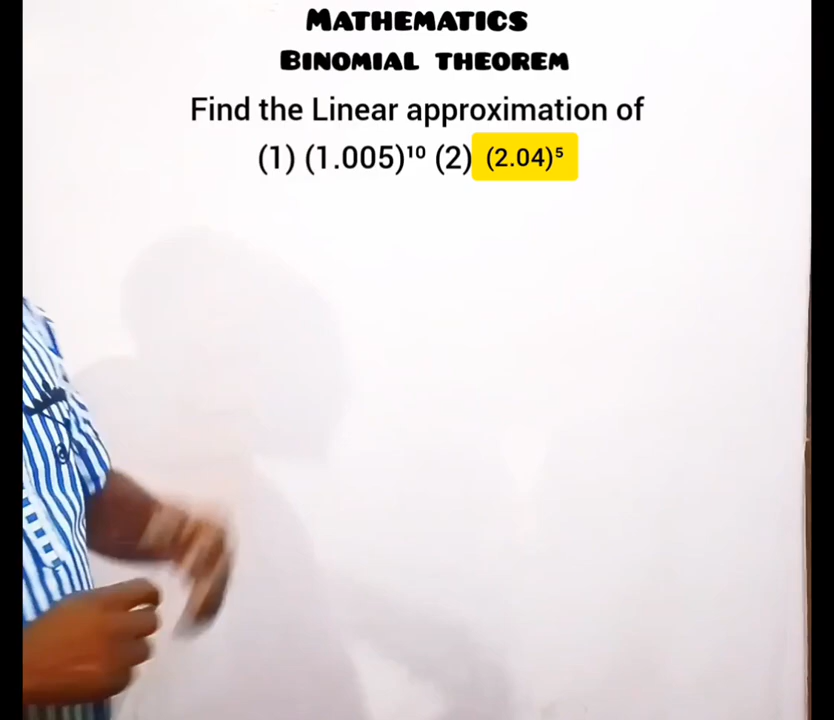 MATHEMATICS
BINOMIAL THEOREM
Find the Linear approximation of
(1) (1.005)¹⁰ (2) (2.04)⁵